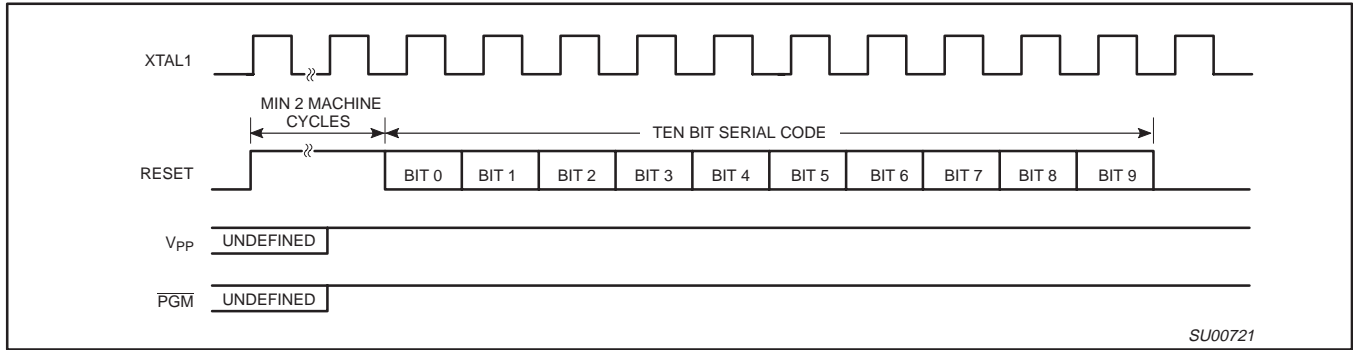 XTAL1
MIN 2 MACHINE
CYCLES
TEN BIT SERIAL CODE
RESET
BIT 0 BIT 1 BIT 2 BIT 3 BIT 4 BIT 5 BIT 6 BIT 7 BIT 8 BIT 9
VPP UNDEFINED
PGM UNDEFINED
SU00721